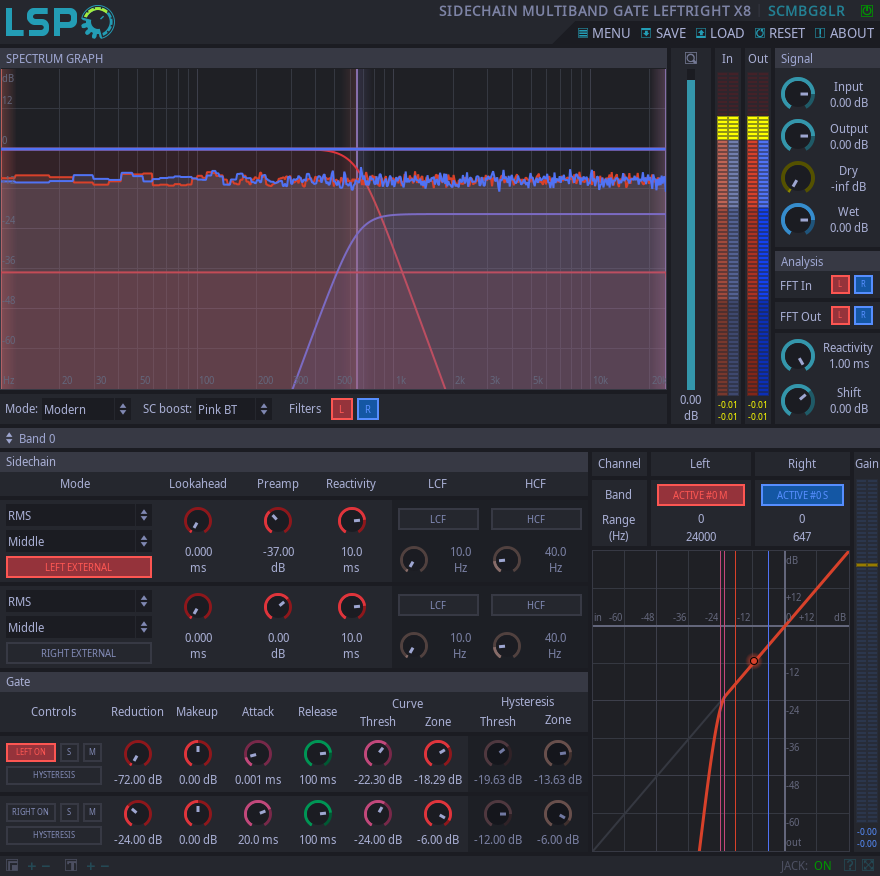 LSP
SIDECHAIN MULTIBAND GATE LEFTRIGHT X8 SCMBG8LR
MENU SAVE LOAD RESET ABOUT
SPECTRUM GRAPH
dB
12
0
-24
-36
-48
-60
Hz 20 30 50 100 200 300 500 1k 2k 3k 5k 10k 20k
0.00
dB
In Out
-0.01 -0.01
-0.01 -0.01
Signal
Input
0.00 dB
Output
0.00 dB
Dry
-inf dB
Wet
0.00 dB
Analysis
FFT In L R
FFT Out L R
Reactivity
1.00 ms
Shift
0.00 dB
Mode: Modern SC boost: Pink BT Filters L R
Band 0
Sidechain
Mode Lookahead Preamp Reactivity LCF HCF
RMS
Middle
LEFT EXTERNAL
0.000 -37.00 10.0
ms dB ms
LCF HCF
10.0 40.0
Hz Hz
RMS
Middle
RIGHT EXTERNAL
0.000 0.00 10.0
ms dB ms
LCF HCF
10.0 40.0
Hz Hz
Gate
Controls Reduction Makeup Attack Release Curve Hysteresis
Thresh Zone Thresh Zone
LEFT ON S M
HYSTERESIS
-72.00 dB 0.00 dB 0.001 ms 100 ms -22.30 dB -18.29 dB -19.63 dB -13.63 dB
RIGHT ON S M
HYSTERESIS
-24.00 dB 0.00 dB 20.0 ms 100 ms -24.00 dB -6.00 dB -12.00 dB -6.00 dB
Channel Left Right Gain
Band ACTIVE #0 M ACTIVE #0 S
Range 0 0
(Hz) 24000 647
dB
+12
in -60 -48 -36 -24 -12 +12 dB
-12
-24
-36
-48
-60
out
-0.00
-0.00
JACK: ON